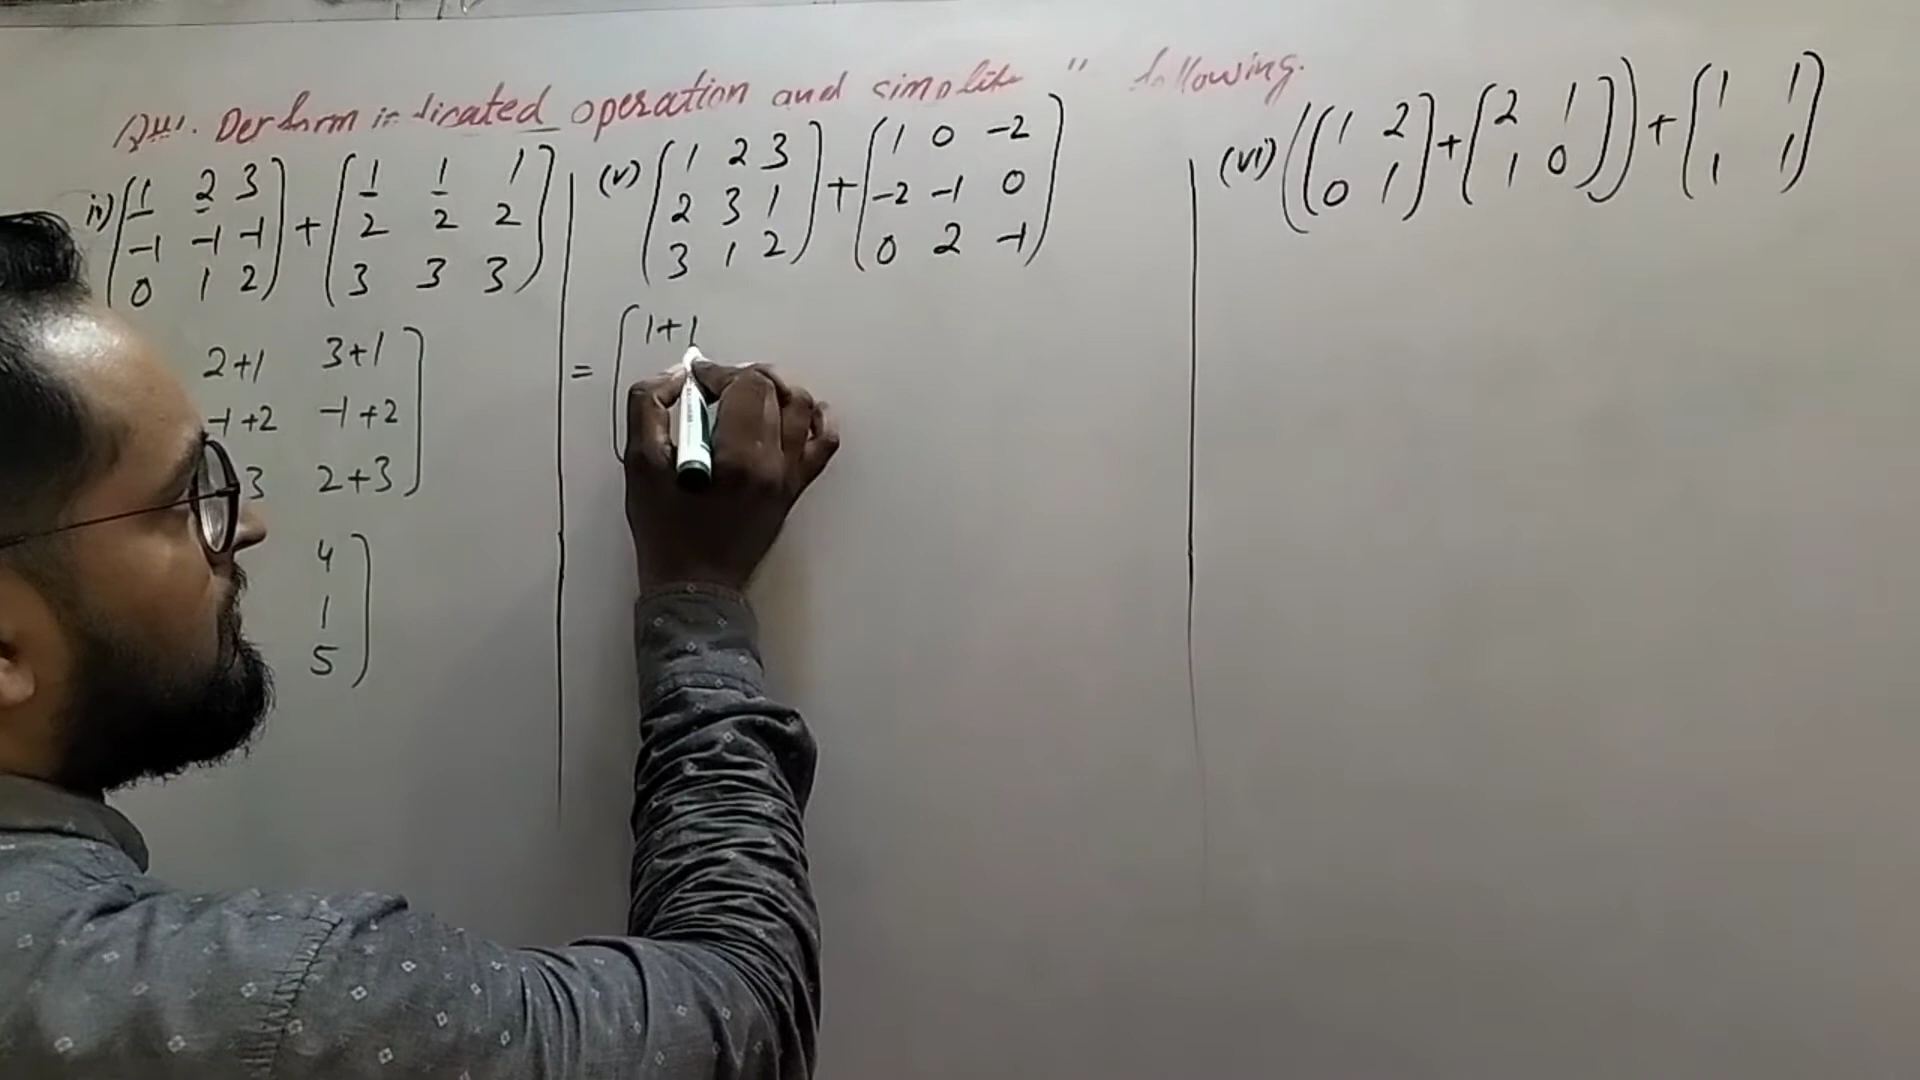 Q#1. Perform indicated operation and simplify following.
iv) (1 2 3) + (1 1 1)
(-1 -1 -1) (2 2 2)
(0 1 2) (3 3 3)
2+1 3+1
-1+2 -1+2
3 2+3
4
1
5
(v) (1 2 3) + (1 0 -2)
(2 3 1) (-2 -1 0)
(3 1 2) (0 2 -1)
= (1+1
(vi) ((1 2) + (2 1)) + (1 1)
(0 1) (1 0) (1 1)